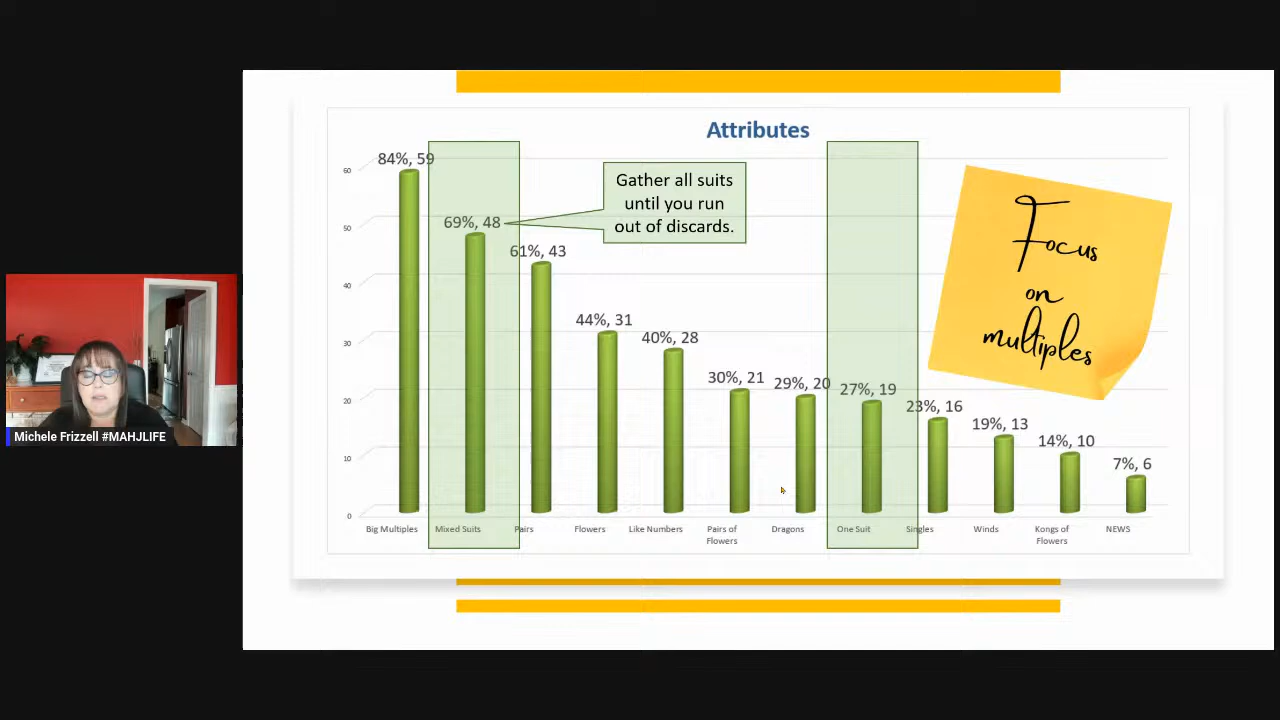 Attributes
84%, 59
69%, 48
61%, 43
44%, 31
40%, 28
30%, 21
29%, 20
27%, 19
23%, 16
19%, 13
14%, 10
7%, 6
Gather all suits
until you run
out of discards.
Focus
on
multiples
60
50
40
30
20
10
0
Big Multiples
Mixed Suits
Pairs
Flowers
Like Numbers
Pairs of
Flowers
Dragons
One Suit
Singles
Winds
Kongs of
Flowers
NEWS
Michele Frizzell #MAHJLIFE